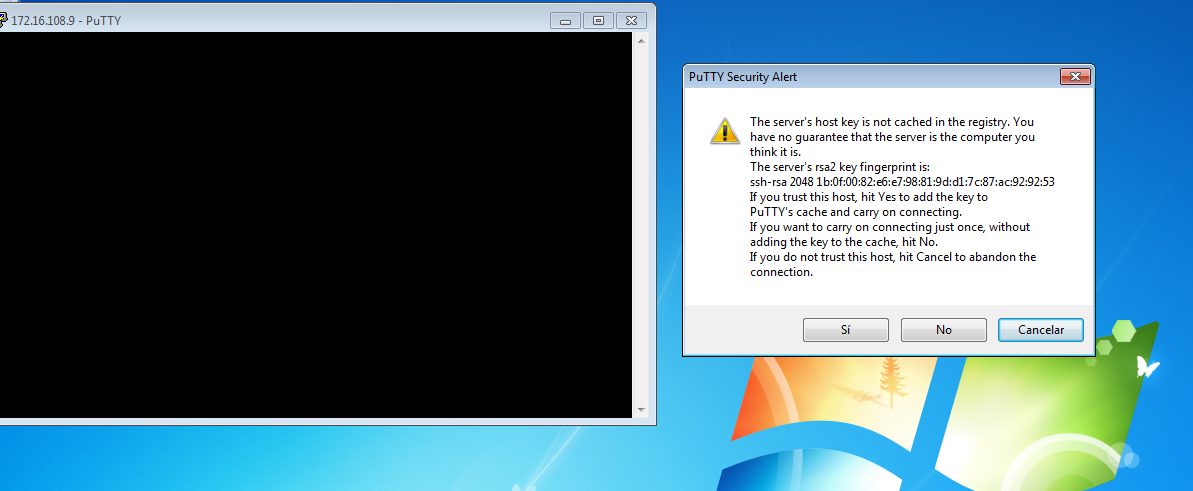 172.16.108.9 - PuTTY
PuTTY Security Alert
The server's host key is not cached in the registry. You
have no guarantee that the server is the computer you
think it is.
The server's rsa2 key fingerprint is:
ssh-rsa 2048 1b:0f:00:82:e6:e7:98:81:9d:d1:7c:87:ac:92:92:53
If you trust this host, hit Yes to add the key to
PuTTY's cache and carry on connecting.
If you want to carry on connecting just once, without
adding the key to the cache, hit No.
If you do not trust this host, hit Cancel to abandon the
connection.
Sí
No
Cancelar